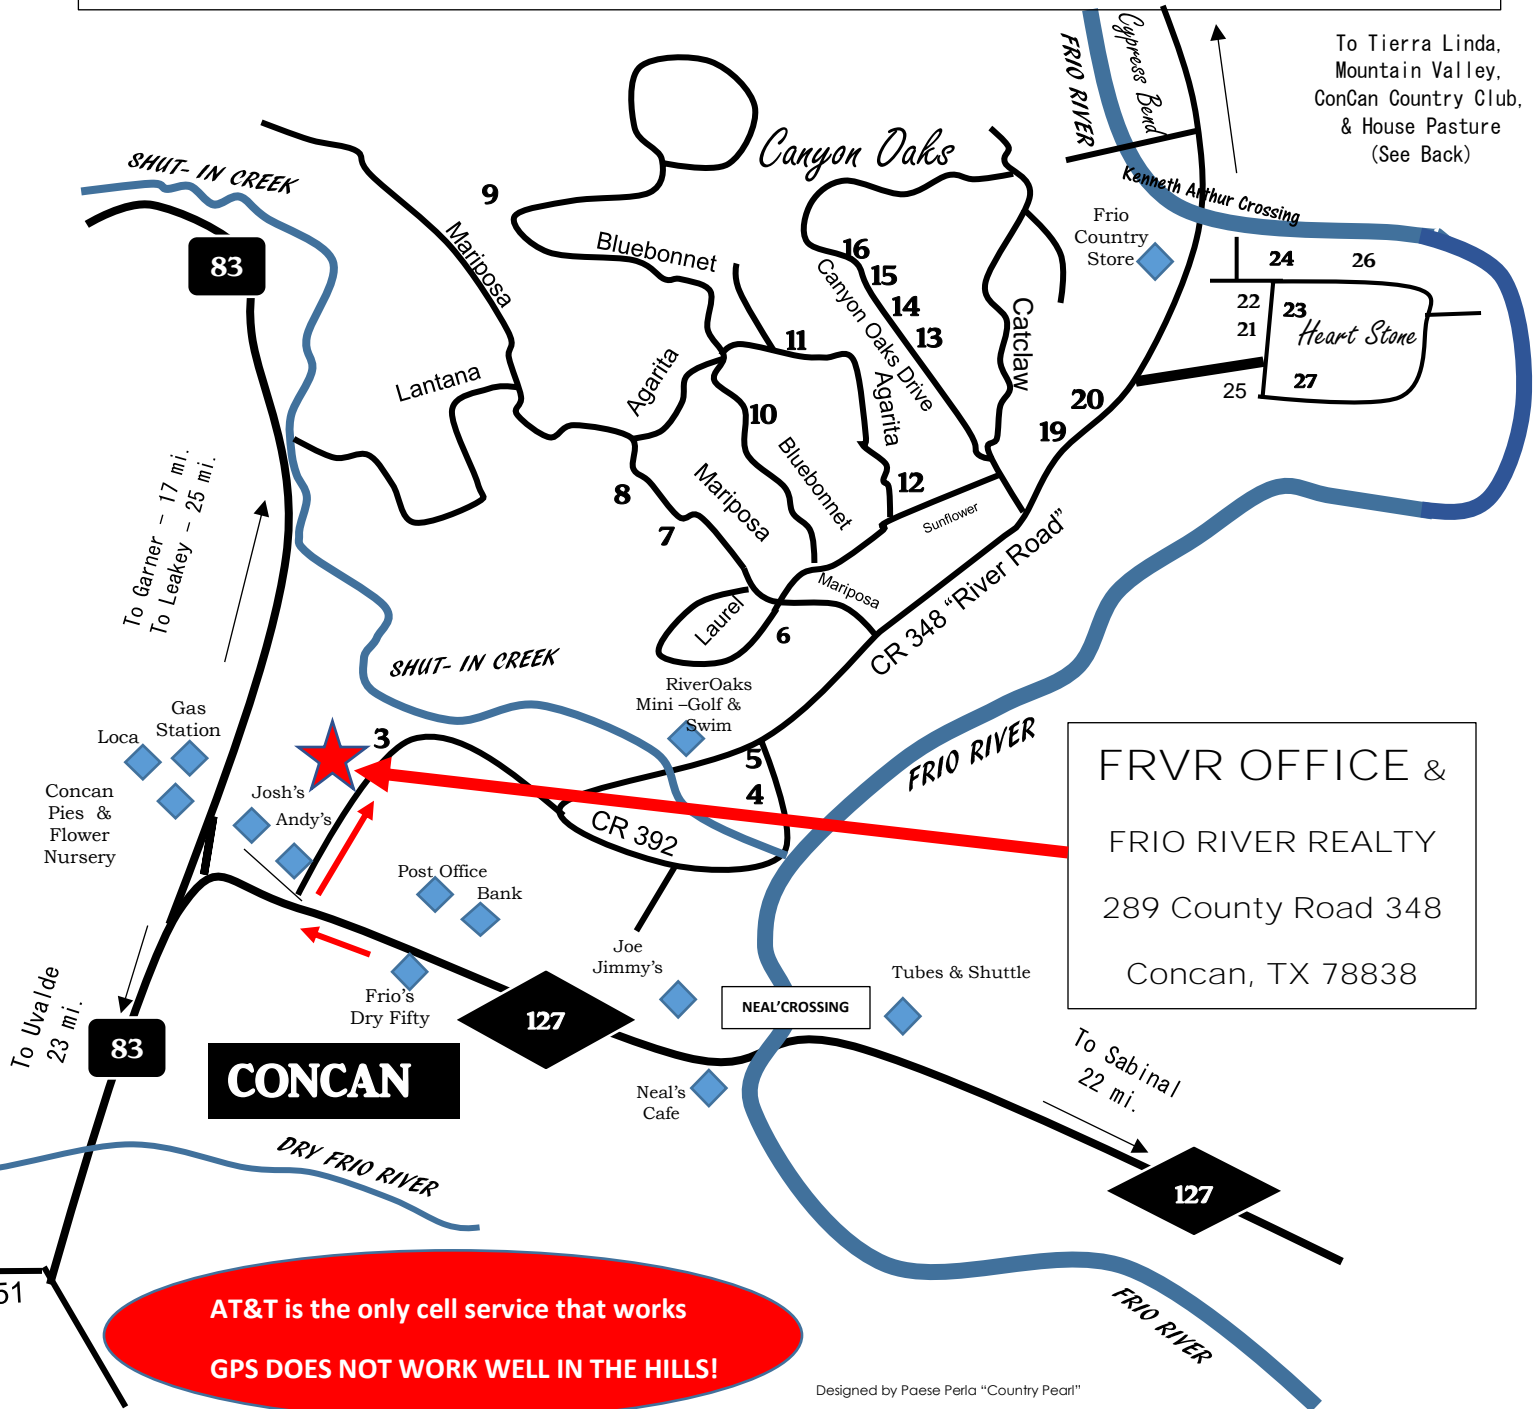 To Tierra Linda,
Mountain Valley,
ConCan Country Club,
& House Pasture
(See Back)
FRIO RIVER
Cypress Bend
Canyon Oaks
SHUT- IN CREEK
Kenneth Arthur Crossing
9
Frio
Country
Store
83
Mariposa
Bluebonnet
16
15
14
13
Canyon Oaks Drive
Catclaw
24
26
22
23
21
Heart Stone
27
25
11
Lantana
Agarita
10
Agarita
20
19
Bluebonnet
12
Sunflower
8
7
Mariposa
To Garner - 17 mi.
To Leakey - 25 mi.
Mariposa
Laurel
6
CR 348 “River Road”
SHUT- IN CREEK
RiverOaks
Mini –Golf &
Swim
Gas
Station
Loca
3
5
4
FRIO RIVER
FRVR OFFICE &
FRIO RIVER REALTY
289 County Road 348
Concan, TX 78838
Concan
Pies &
Flower
Nursery
Josh’s
Andy’s
CR 392
Post Office
Bank
Joe
Jimmy’s
Tubes & Shuttle
NEAL’CROSSING
Frio’s
Dry Fifty
127
To Uvalde
23 mi.
83
CONCAN
Neal’s
Cafe
To Sabinal
22 mi.
127
DRY FRIO RIVER
51
FRIO RIVER
AT&T is the only cell service that works
GPS DOES NOT WORK WELL IN THE HILLS!
Designed by Paese Perla “Country Pearl”